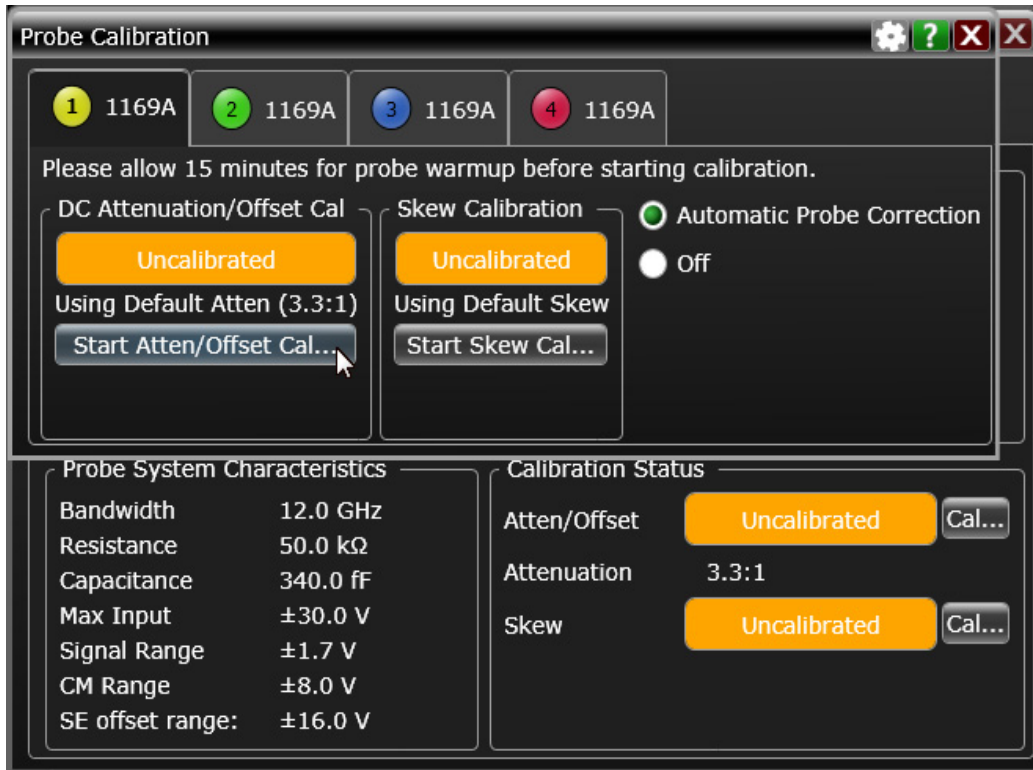 Probe Calibration ? X X
1 1169A 2 1169A 3 1169A 4 1169A
Please allow 15 minutes for probe warmup before starting calibration.
DC Attenuation/Offset Cal Skew Calibration
Automatic Probe Correction
Uncalibrated Uncalibrated
Off
Using Default Atten (3.3:1) Using Default Skew
Start Atten/Offset Cal... Start Skew Cal...
Probe System Characteristics
Bandwidth 12.0 GHz
Resistance 50.0 kΩ
Capacitance 340.0 fF
Max Input ±30.0 V
Signal Range ±1.7 V
CM Range ±8.0 V
SE offset range: ±16.0 V
Calibration Status
Atten/Offset Uncalibrated Cal...
Attenuation 3.3:1
Skew Uncalibrated Cal...